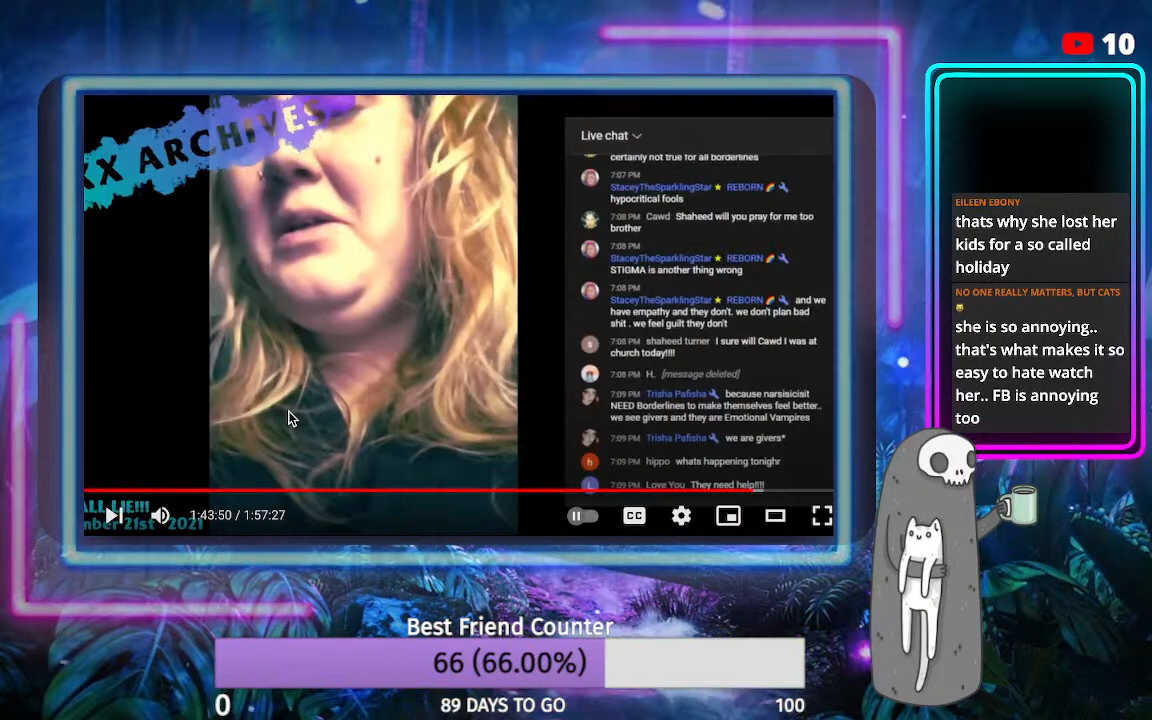 10
XX ARCHIVES
Live chat
certainly not true for all borderlines
7:07 PM
StaceyTheSparklingStar ⭐ REBORN 🌈 🔧
hypocritical fools
7:08 PM Cawd Shaheed will you pray for me too
brother
7:08 PM
StaceyTheSparklingStar ⭐ REBORN 🌈 🔧
STIGMA is another thing wrong
7:08 PM
StaceyTheSparklingStar ⭐ REBORN 🌈 🔧 and we
have empathy and they don't. we don't plan bad
shit . we feel guilt they don't
7:08 PM shaheed turner I sure will Cawd I was at
church today!!!!
7:08 PM H. [message deleted]
7:09 PM Trisha Pafisha 🔧 because narsisicisit
NEED Borderlines to make themselves feel better..
we see givers and they are Emotional Vampires
7:09 PM Trisha Pafisha 🔧 we are givers*
7:09 PM hippo whats happening tonighr
7:09 PM Love You They need help!!!!
ALL LIE!!!
mber 21st 2021
1:43:50 / 1:57:27
CC
EILEEN EBONY
thats why she lost her
kids for a so called
holiday
NO ONE REALLY MATTERS, BUT CATS
😼
she is so annoying..
that's what makes it so
easy to hate watch
her.. FB is annoying
too
Best Friend Counter
66 (66.00%)
0
89 DAYS TO GO
100